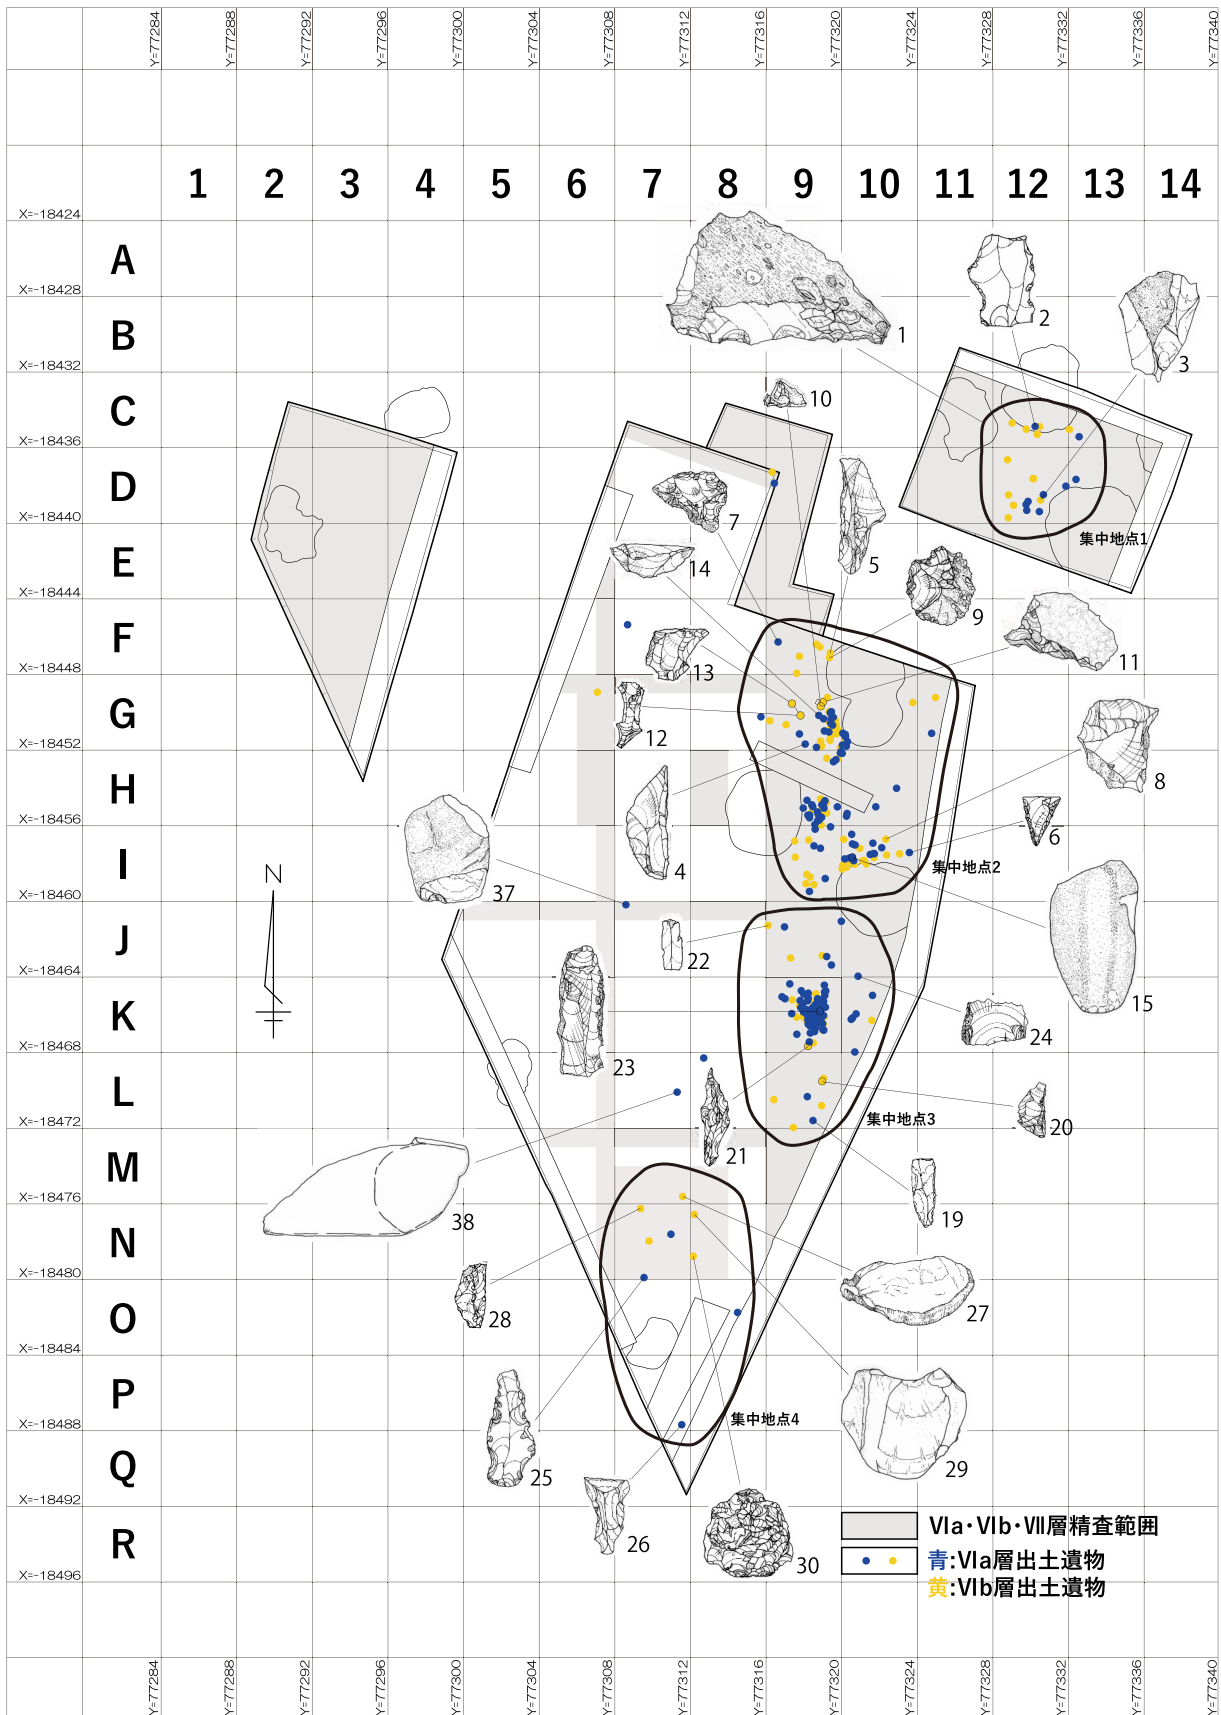 Y=77284 Y=77288 Y=77292 Y=77296 Y=77300 Y=77304 Y=77308 Y=77312 Y=77316 Y=77320 Y=77324 Y=77328 Y=77332 Y=77336 Y=77340
1 2 3 4 5 6 7 8 9 10 11 12 13 14
X=-18424
A
X=-18428
2
B
1
3
X=-18432
10
C
X=-18436
D
7
X=-18440
集中地点1
E
14
5
X=-18444
9
F
13
11
X=-18448
G
12
X=-18452
H
8
X=-18456
6
I
4
集中地点2
37
X=-18460
J
22
X=-18464
15
K
24
X=-18468
23
L
集中地点3
20
X=-18472
21
M
X=-18476
38
19
N
X=-18480
27
O
28
X=-18484
P
集中地点4
X=-18488
Q
25
29
X=-18492
R
26
30
X=-18496
N
Ⅵa・Ⅵb・Ⅶ層精査範囲
青:Ⅵa層出土遺物
黄:Ⅵb層出土遺物
Y=77284 Y=77288 Y=77292 Y=77296 Y=77300 Y=77304 Y=77308 Y=77312 Y=77316 Y=77320 Y=77324 Y=77328 Y=77332 Y=77336 Y=77340